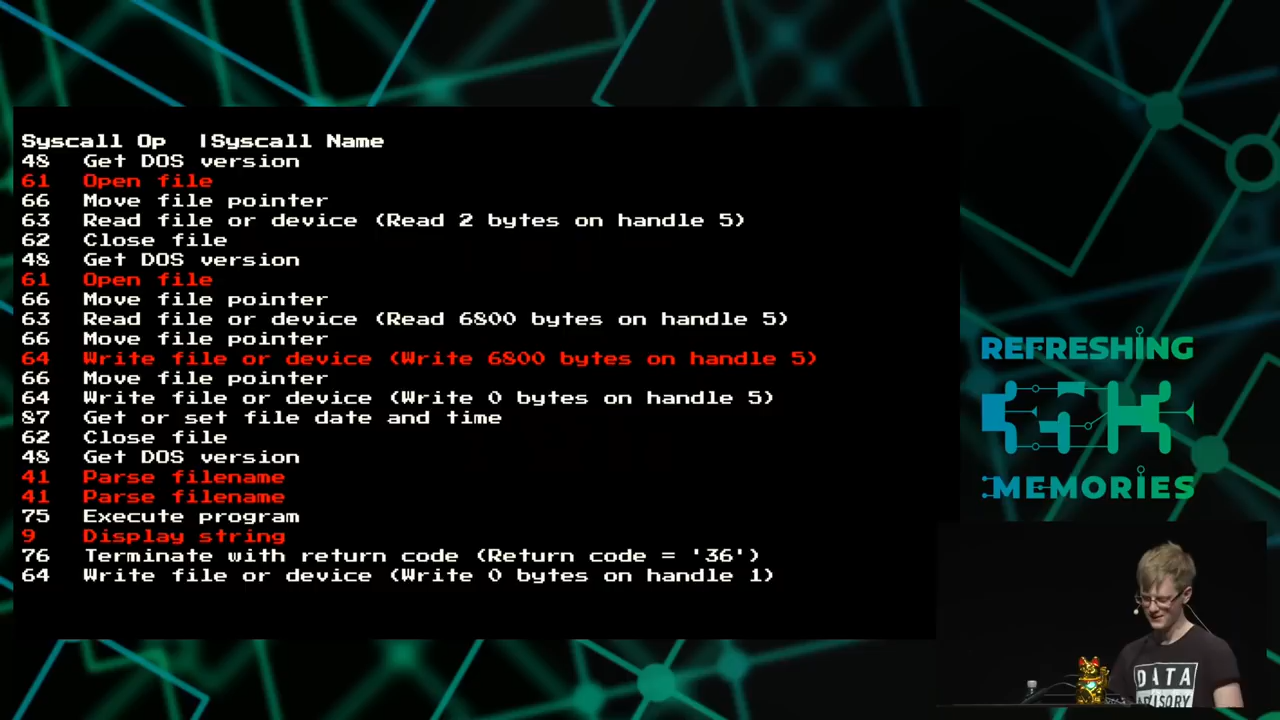 Syscall Op |Syscall Name
48 Get DOS version
61 Open file
66 Move file pointer
63 Read file or device (Read 2 bytes on handle 5)
62 Close file
48 Get DOS version
61 Open file
66 Move file pointer
63 Read file or device (Read 6800 bytes on handle 5)
66 Move file pointer
64 Write file or device (Write 6800 bytes on handle 5)
66 Move file pointer
64 Write file or device (Write 0 bytes on handle 5)
87 Get or set file date and time
62 Close file
48 Get DOS version
41 Parse filename
41 Parse filename
75 Execute program
9 Display string
76 Terminate with return code (Return code = '36')
64 Write file or device (Write 0 bytes on handle 1)
REFRESHING
35C3
MEMORIES
DATA